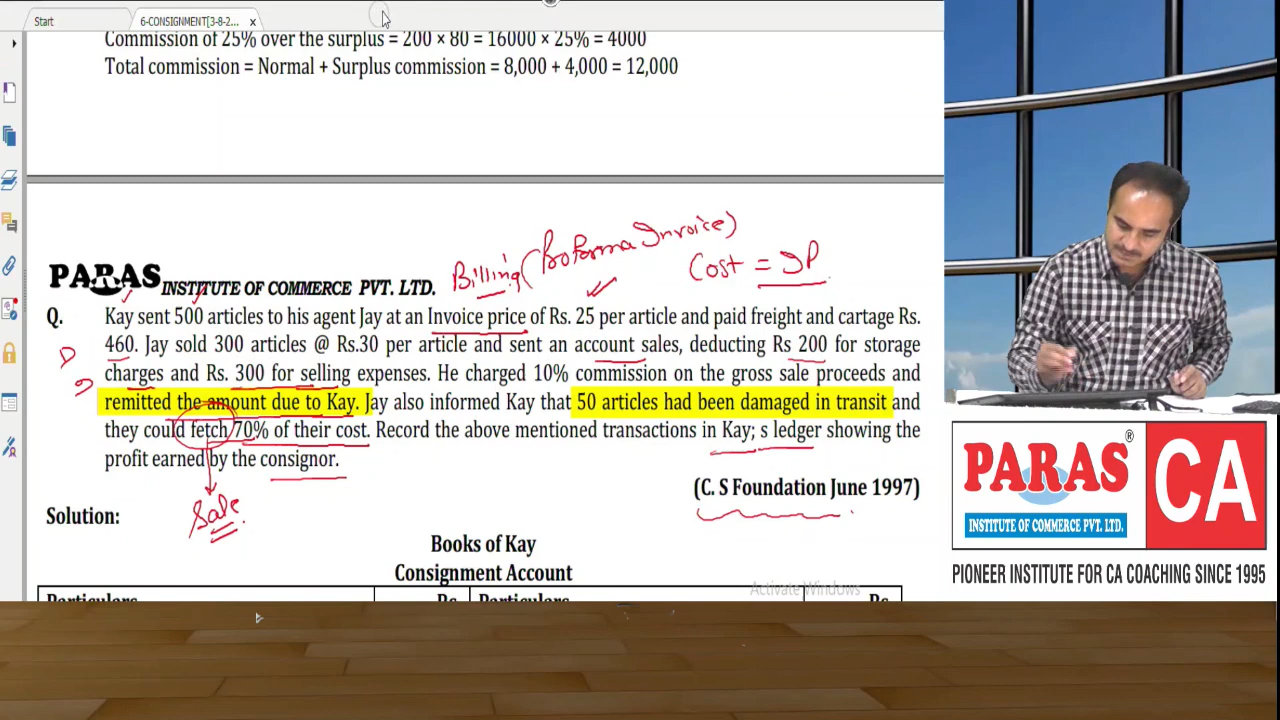 Start
6-CONSIGNMENT[3-8-2... x
Commission of 25% over the surplus = 200 × 80 = 16000 × 25% = 4000
Total commission = Normal + Surplus commission = 8,000 + 4,000 = 12,000
Billing (Proforma Invoice)
Cost = IP
PARAS INSTITUTE OF COMMERCE PVT. LTD.
Q. Kay sent 500 articles to his agent Jay at an Invoice price of Rs. 25 per article and paid freight and cartage Rs.
460. Jay sold 300 articles @ Rs.30 per article and sent an account sales, deducting Rs 200 for storage
charges and Rs. 300 for selling expenses. He charged 10% commission on the gross sale proceeds and
remitted the amount due to Kay. Jay also informed Kay that 50 articles had been damaged in transit and
they could fetch 70% of their cost. Record the above mentioned transactions in Kay; s ledger showing the
profit earned by the consignor.
(C. S Foundation June 1997)
Sale
Solution:
Books of Kay
Consignment Account
Particulars Rs Particulars Rs
Activate Windows
PARAS®
INSTITUTE OF COMMERCE PVT. LTD.
CA
PIONEER INSTITUTE FOR CA COACHING SINCE 1995